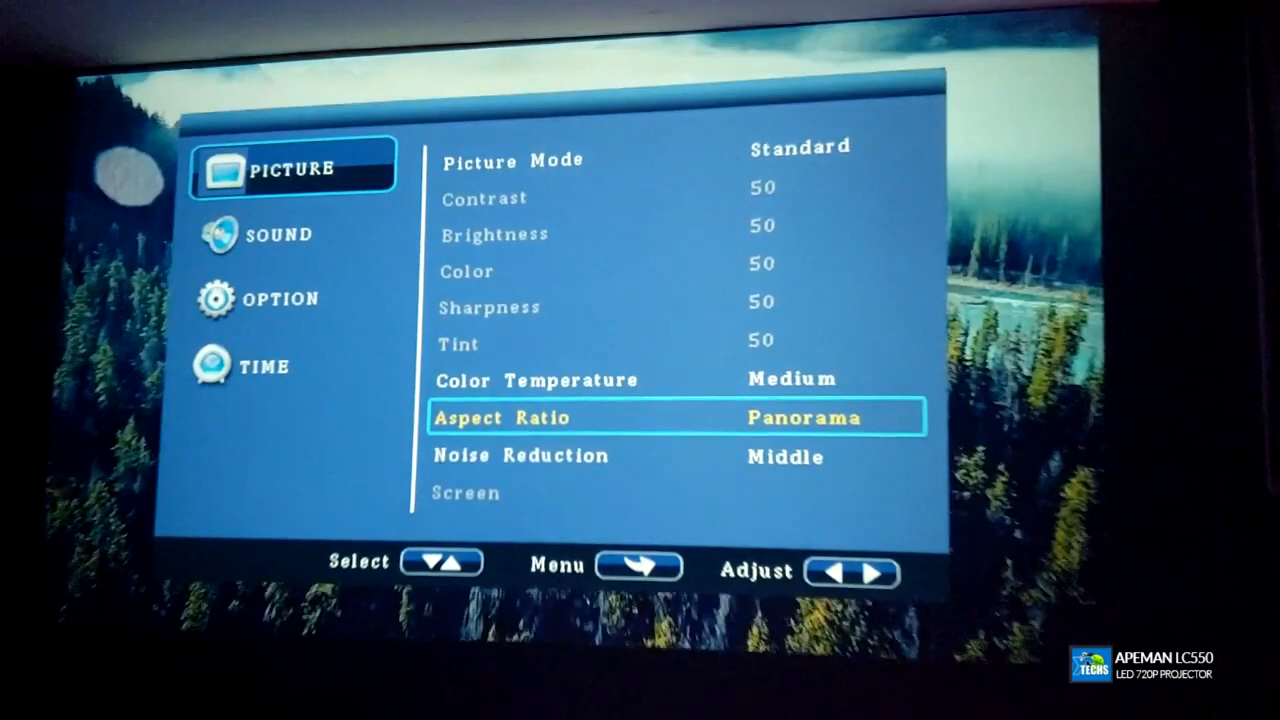 PICTURE
SOUND
OPTION
TIME
Picture Mode Standard
Contrast 50
Brightness 50
Color 50
Sharpness 50
Tint 50
Color Temperature Medium
Aspect Ratio Panorama
Noise Reduction Middle
Screen
Select Menu Adjust
TECHS
APEMAN LC550
LED 720P PROJECTOR